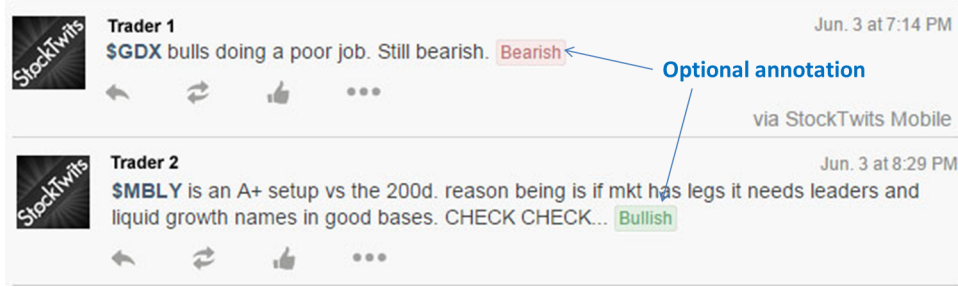 StockTwits
Trader 1
Jun. 3 at 7:14 PM
$GDX bulls doing a poor job. Still bearish. Bearish
Optional annotation
via StockTwits Mobile
StockTwits
Trader 2
Jun. 3 at 8:29 PM
$MBLY is an A+ setup vs the 200d. reason being is if mkt has legs it needs leaders and
liquid growth names in good bases. CHECK CHECK... Bullish